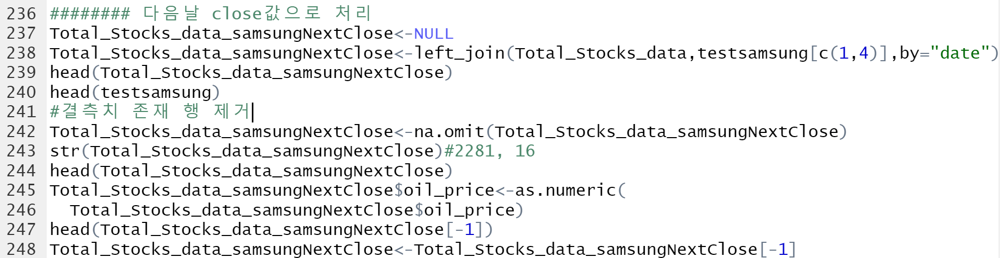 236 ######## 다음날 close값으로 처리
237 Total_Stocks_data_samsungNextClose<-NULL
238 Total_Stocks_data_samsungNextClose<-left_join(Total_Stocks_data,testsamsung[c(1,4)],by="date")
239 head(Total_Stocks_data_samsungNextClose)
240 head(testsamsung)
241 #결측치 존재 행 제거
242 Total_Stocks_data_samsungNextClose<-na.omit(Total_Stocks_data_samsungNextClose)
243 str(Total_Stocks_data_samsungNextClose)#2281, 16
244 head(Total_Stocks_data_samsungNextClose)
245 Total_Stocks_data_samsungNextClose$oil_price<-as.numeric(
246   Total_Stocks_data_samsungNextClose$oil_price)
247 head(Total_Stocks_data_samsungNextClose[-1])
248 Total_Stocks_data_samsungNextClose<-Total_Stocks_data_samsungNextClose[-1]